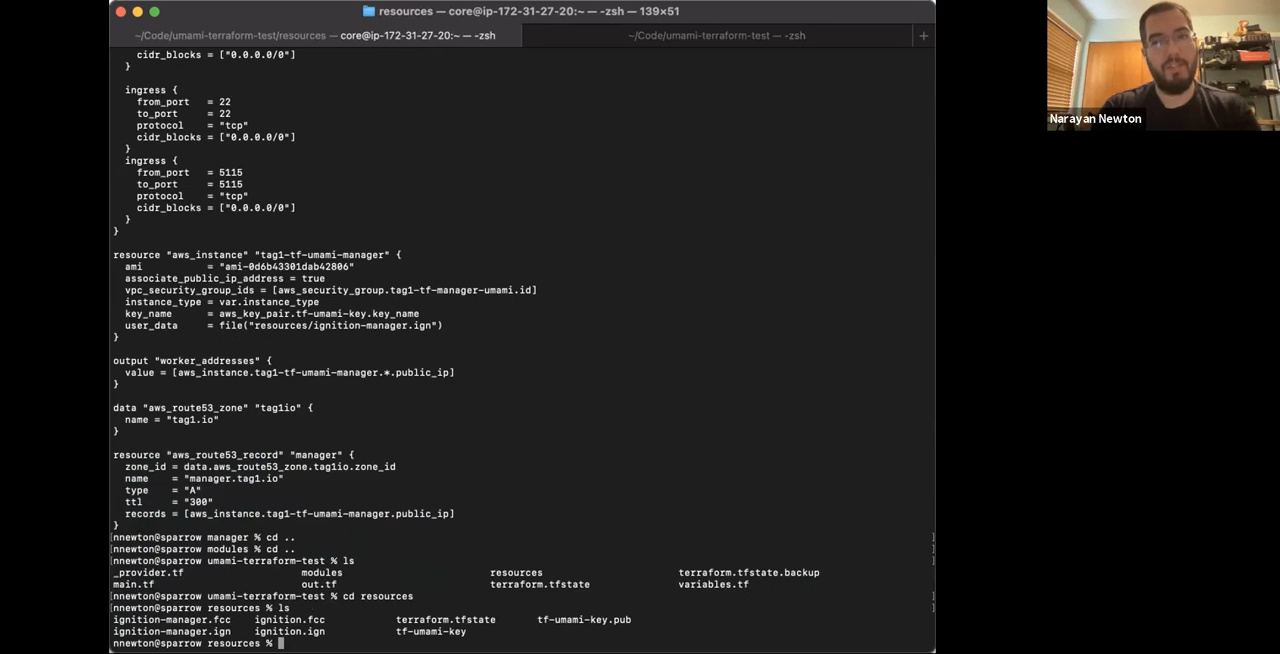 resources — core@ip-172-31-27-20:~ — -zsh — 139×51
~/Code/umami-terraform-test/resources — core@ip-172-31-27-20:~ — -zsh
~/Code/umami-terraform-test — -zsh
+
cidr_blocks = ["0.0.0.0/0"]
}
ingress {
from_port   = 22
to_port     = 22
protocol    = "tcp"
cidr_blocks = ["0.0.0.0/0"]
}
ingress {
from_port   = 5115
to_port     = 5115
protocol    = "tcp"
cidr_blocks = ["0.0.0.0/0"]
}
}
resource "aws_instance" "tag1-tf-umami-manager" {
ami           = "ami-0d6b43301dab42806"
associate_public_ip_address = true
vpc_security_group_ids = [aws_security_group.tag1-tf-manager-umami.id]
instance_type = var.instance_type
key_name      = aws_key_pair.tf-umami-key.key_name
user_data     = file("resources/ignition-manager.ign")
}
output "worker_addresses" {
value = [aws_instance.tag1-tf-umami-manager.*.public_ip]
}
data "aws_route53_zone" "tag1io" {
name = "tag1.io"
}
resource "aws_route53_record" "manager" {
zone_id = data.aws_route53_zone.tag1io.zone_id
name    = "manager.tag1.io"
type    = "A"
ttl     = "300"
records = [aws_instance.tag1-tf-umami-manager.public_ip]
}
[nnewton@sparrow manager % cd .. ]
[nnewton@sparrow modules % cd .. ]
[nnewton@sparrow umami-terraform-test % ls ]
_provider.tf modules resources terraform.tfstate.backup
main.tf out.tf terraform.tfstate variables.tf
[nnewton@sparrow umami-terraform-test % cd resources ]
[nnewton@sparrow resources % ls ]
ignition-manager.fcc ignition.fcc terraform.tfstate tf-umami-key.pub
ignition-manager.ign ignition.ign tf-umami-key
nnewton@sparrow resources %
Narayan Newton